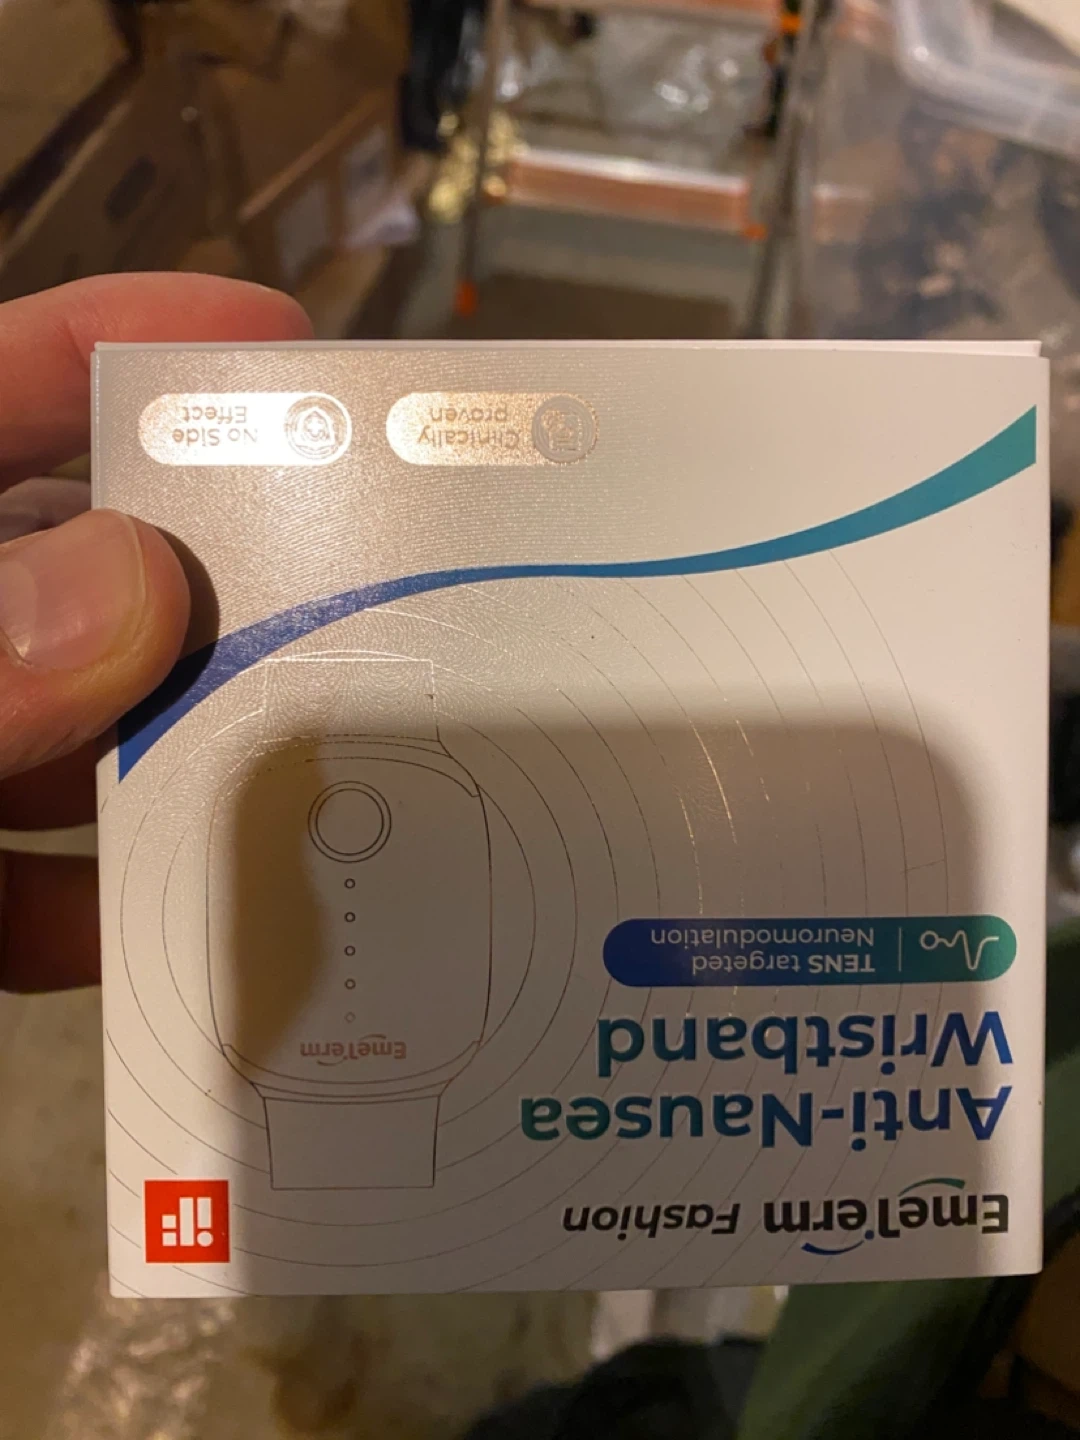 EmeTerm Fashion
Anti-Nausea
Wristband
TENS targeted
Neuromodulation
EmeTerm
Clinically
proven
No Side
Effect